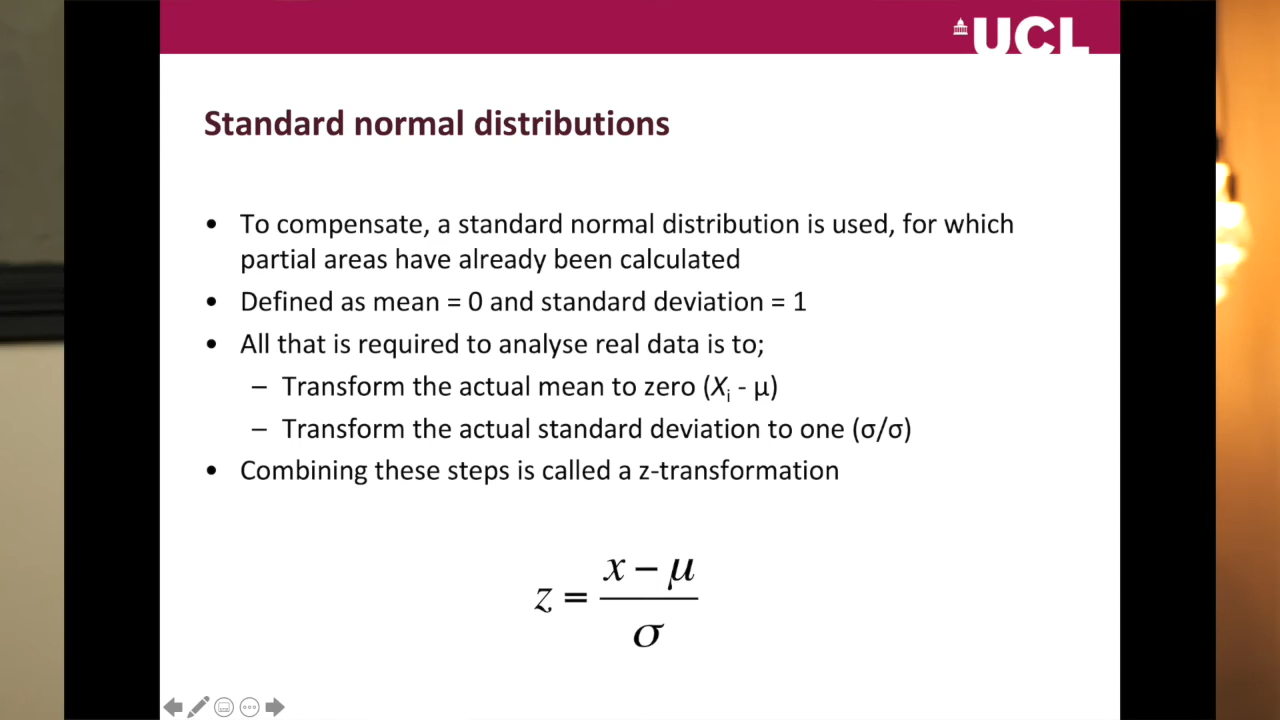 UCL
Standard normal distributions
• To compensate, a standard normal distribution is used, for which
partial areas have already been calculated
• Defined as mean = 0 and standard deviation = 1
• All that is required to analyse real data is to;
– Transform the actual mean to zero (Xᵢ - μ)
– Transform the actual standard deviation to one (σ/σ)
• Combining these steps is called a z-transformation
z = (x − μ) / σ